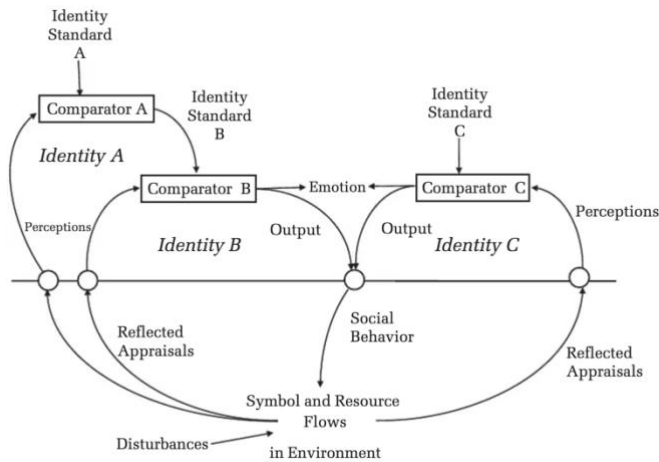 Identity
Standard
A
Comparator A
Identity A
Identity
Standard
B
Identity
Standard
C
Comparator B
Emotion
Comparator C
Perceptions
Perceptions
Identity B
Output
Output
Identity C
Reflected
Appraisals
Social
Behavior
Reflected
Appraisals
Symbol and Resource
Flows
Disturbances
in Environment